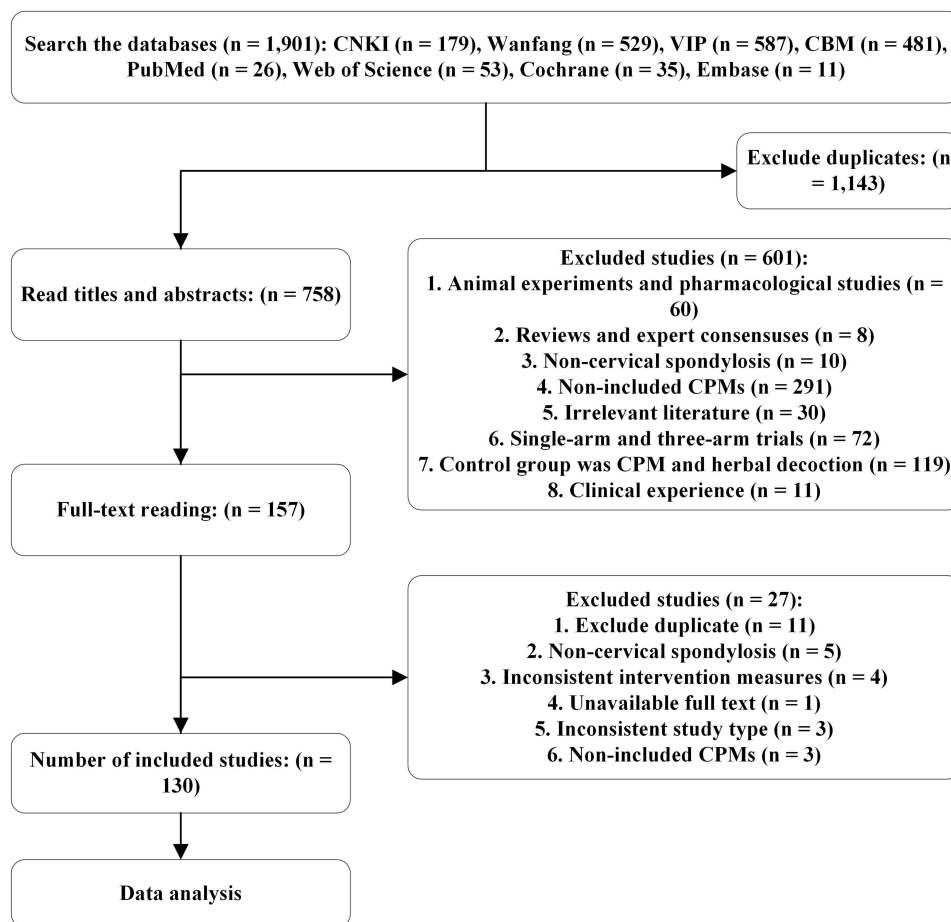 Search the databases (n = 1,901): CNKI (n = 179), Wanfang (n = 529), VIP (n = 587), CBM (n = 481),
PubMed (n = 26), Web of Science (n = 53), Cochrane (n = 35), Embase (n = 11)
Exclude duplicates: (n
= 1,143)
Read titles and abstracts: (n = 758)
Excluded studies (n = 601):
1. Animal experiments and pharmacological studies (n =
60)
2. Reviews and expert consensuses (n = 8)
3. Non-cervical spondylosis (n = 10)
4. Non-included CPMs (n = 291)
5. Irrelevant literature (n = 30)
6. Single-arm and three-arm trials (n = 72)
7. Control group was CPM and herbal decoction (n = 119)
8. Clinical experience (n = 11)
Full-text reading: (n = 157)
Excluded studies (n = 27):
1. Exclude duplicate (n = 11)
2. Non-cervical spondylosis (n = 5)
3. Inconsistent intervention measures (n = 4)
4. Unavailable full text (n = 1)
5. Inconsistent study type (n = 3)
6. Non-included CPMs (n = 3)
Number of included studies: (n =
130)
Data analysis